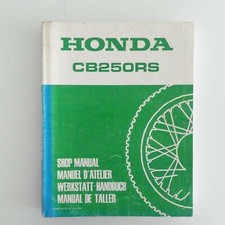 HONDA
CB250RS
SHOP MANUAL
MANUEL D'ATELIER
WERKSTATT-HANDBUCH
MANUAL DE TALLER